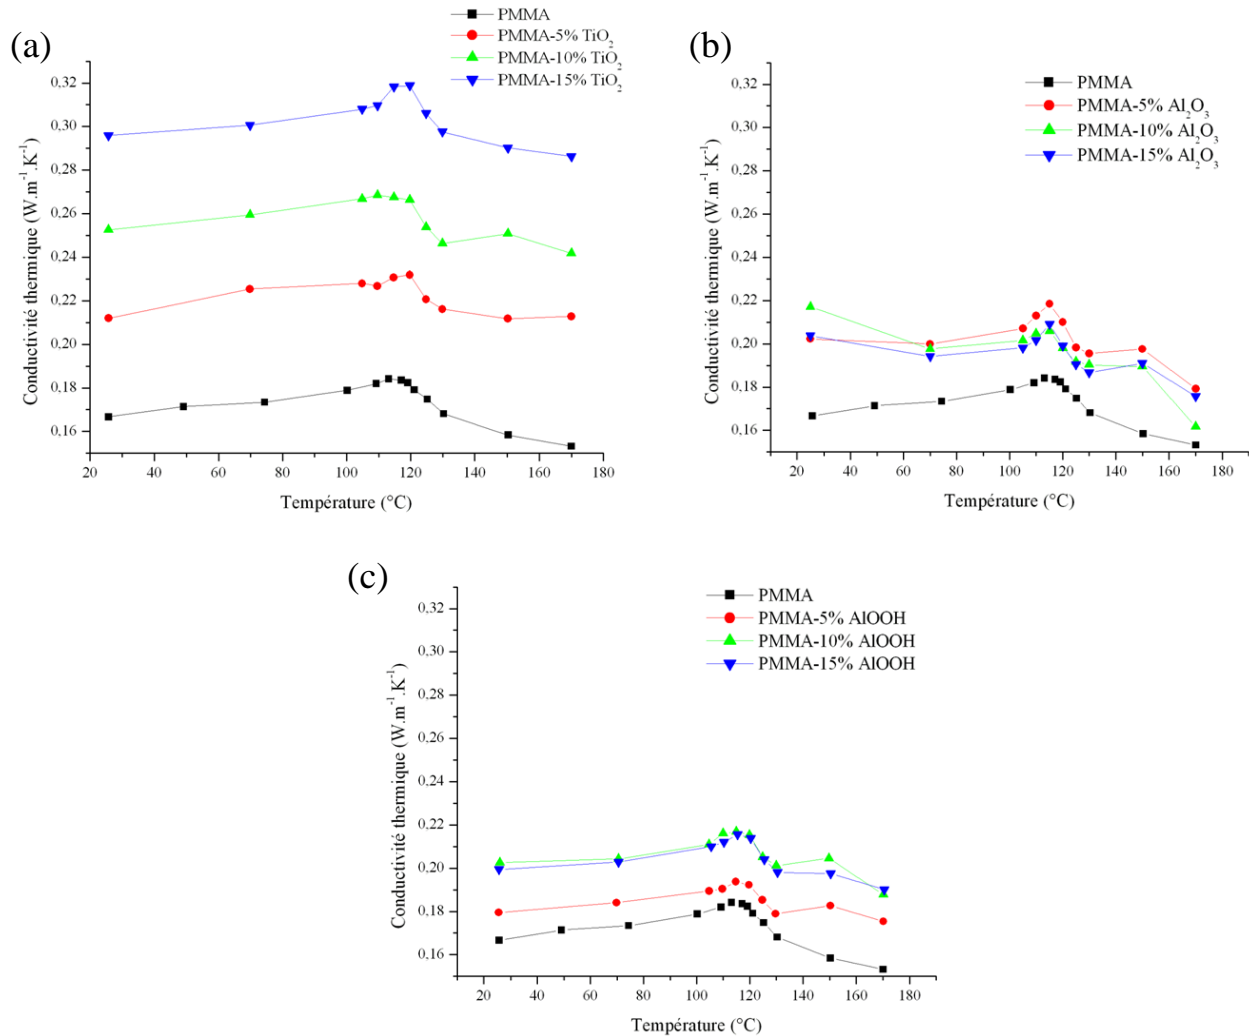 (a)
PMMA
PMMA-5% TiO₂
PMMA-10% TiO₂
PMMA-15% TiO₂
0,32
0,30
0,28
0,26
0,24
0,22
0,20
0,18
0,16
Conductivité thermique (W.m⁻¹.K⁻¹)
20 40 60 80 100 120 140 160 180
Température (°C)
(b)
PMMA
PMMA-5% Al₂O₃
PMMA-10% Al₂O₃
PMMA-15% Al₂O₃
0,32
0,30
0,28
0,26
0,24
0,22
0,20
0,18
0,16
Conductivité thermique (W.m⁻¹.K⁻¹)
20 40 60 80 100 120 140 160 180
Température (°C)
(c)
PMMA
PMMA-5% AlOOH
PMMA-10% AlOOH
PMMA-15% AlOOH
0,32
0,30
0,28
0,26
0,24
0,22
0,20
0,18
0,16
Conductivité thermique (W.m⁻¹.K⁻¹)
20 40 60 80 100 120 140 160 180
Température (°C)